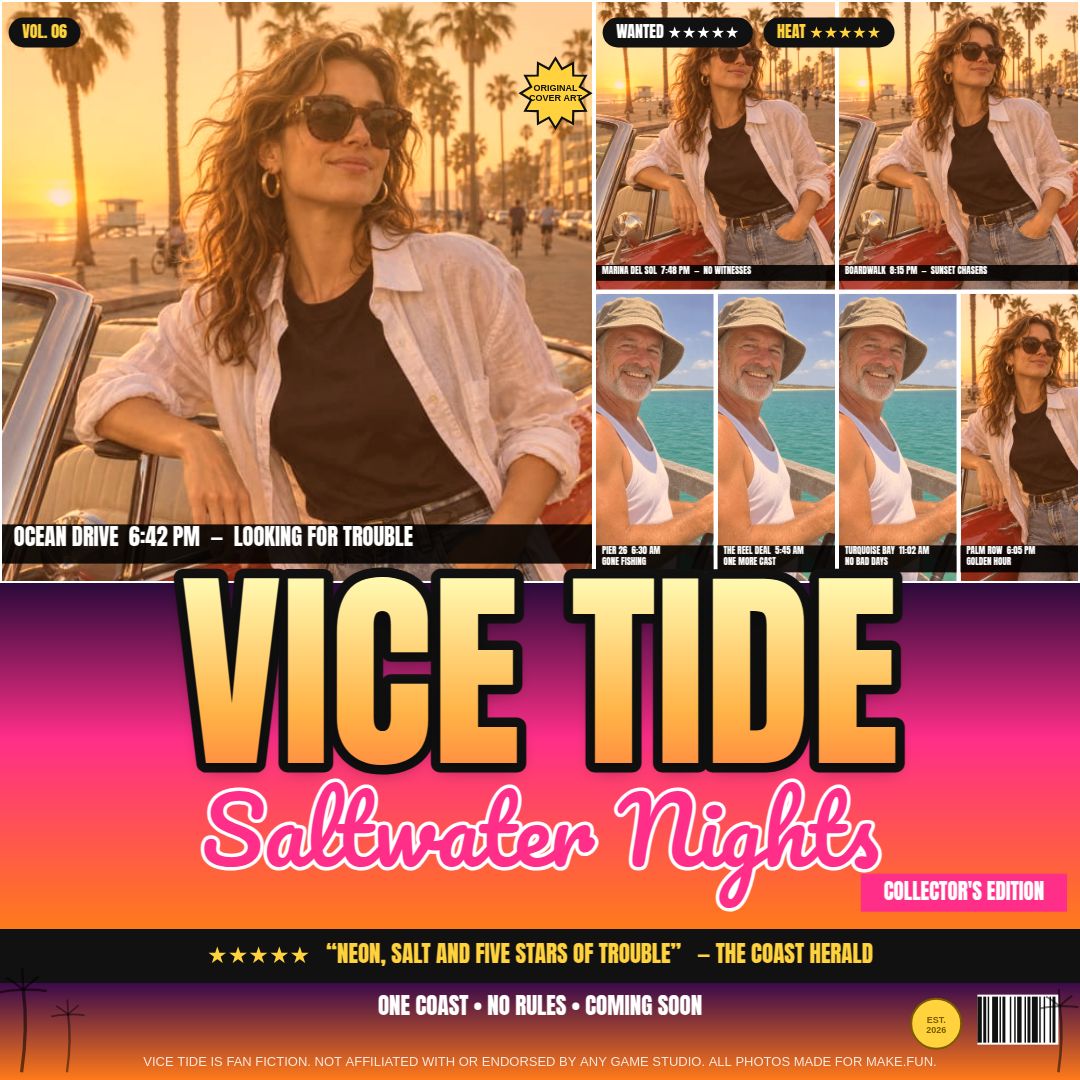 VOL. 06
ORIGINAL
COVER ART
WANTED ★★★★★
HEAT ★★★★★
MARINA DEL SOL 7:48 PM – NO WITNESSES
BOARDWALK 8:15 PM – SUNSET CHASERS
OCEAN DRIVE 6:42 PM – LOOKING FOR TROUBLE
PIER 26 6:30 AM
GONE FISHING
THE REEL DEAL 5:45 AM
ONE MORE CAST
TURQUOISE BAY 11:02 AM
NO BAD DAYS
PALM ROW 6:05 PM
GOLDEN HOUR
VICE TIDE
Saltwater Nights
COLLECTOR'S EDITION
★★★★★ “NEON, SALT AND FIVE STARS OF TROUBLE” – THE COAST HERALD
ONE COAST • NO RULES • COMING SOON
EST.
2026
VICE TIDE IS FAN FICTION. NOT AFFILIATED WITH OR ENDORSED BY ANY GAME STUDIO. ALL PHOTOS MADE FOR MAKE.FUN.